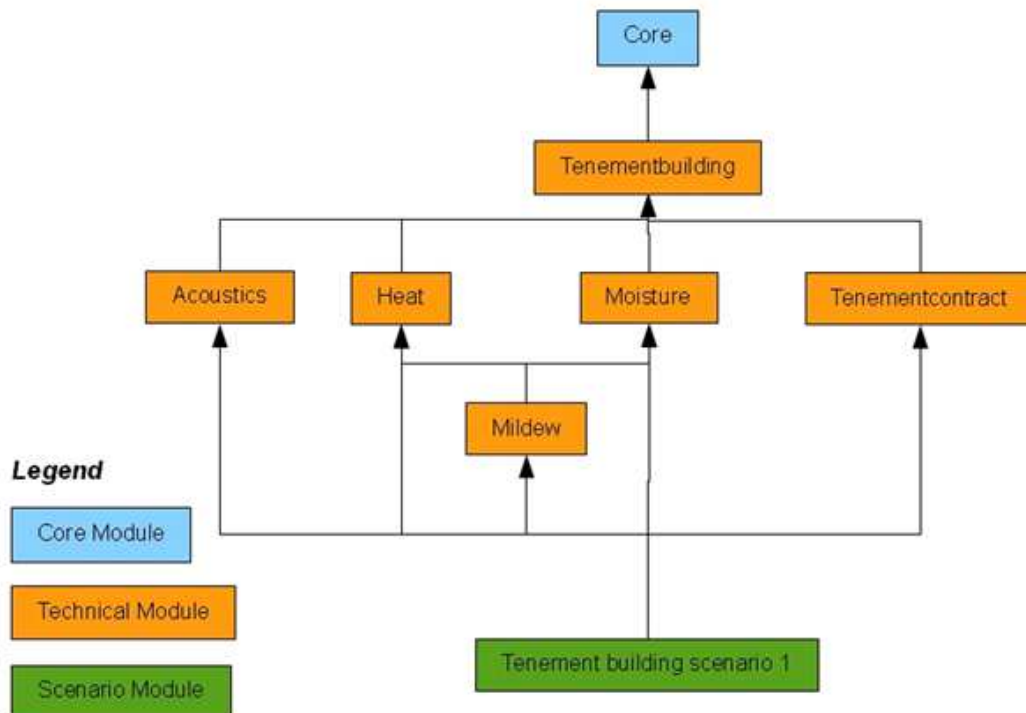 Core
Tenementbuilding
Acoustics
Heat
Moisture
Tenementcontract
Mildew
Legend
Core Module
Technical Module
Scenario Module
Tenement building scenario 1